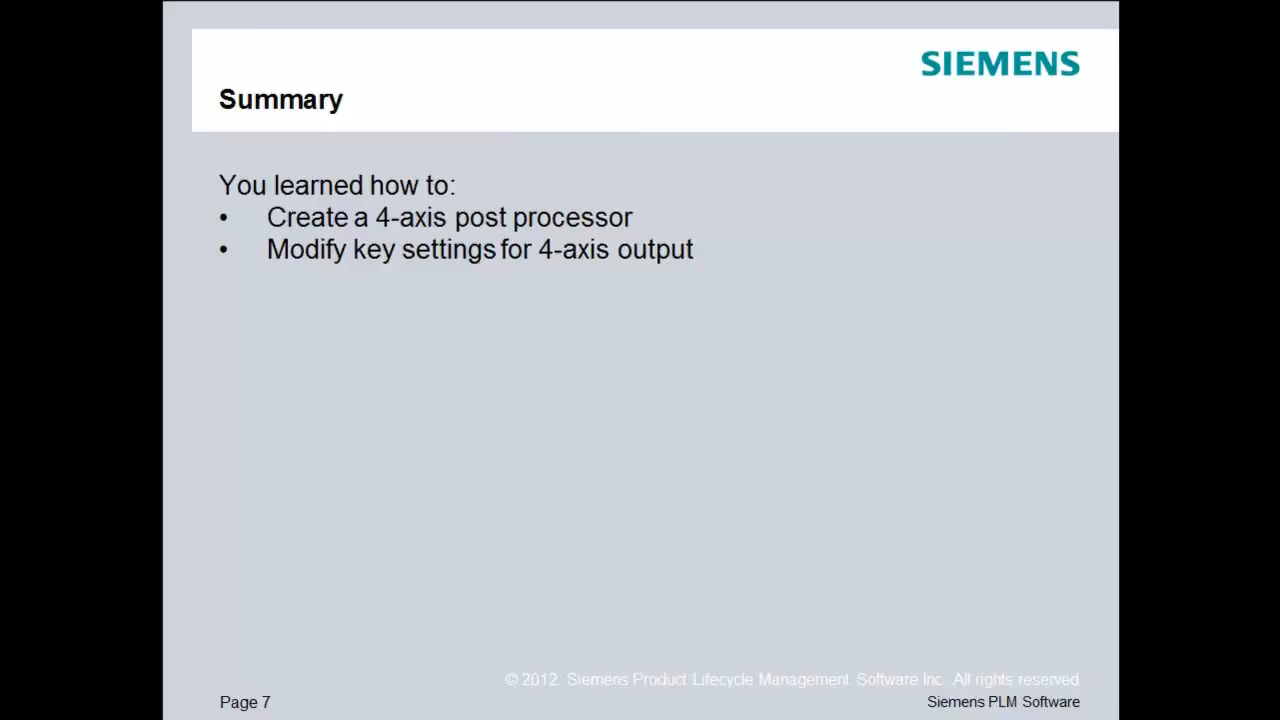 SIEMENS
Summary
You learned how to:
• Create a 4-axis post processor
• Modify key settings for 4-axis output
© 2012. Siemens Product Lifecycle Management Software Inc. All rights reserved
Page 7
Siemens PLM Software